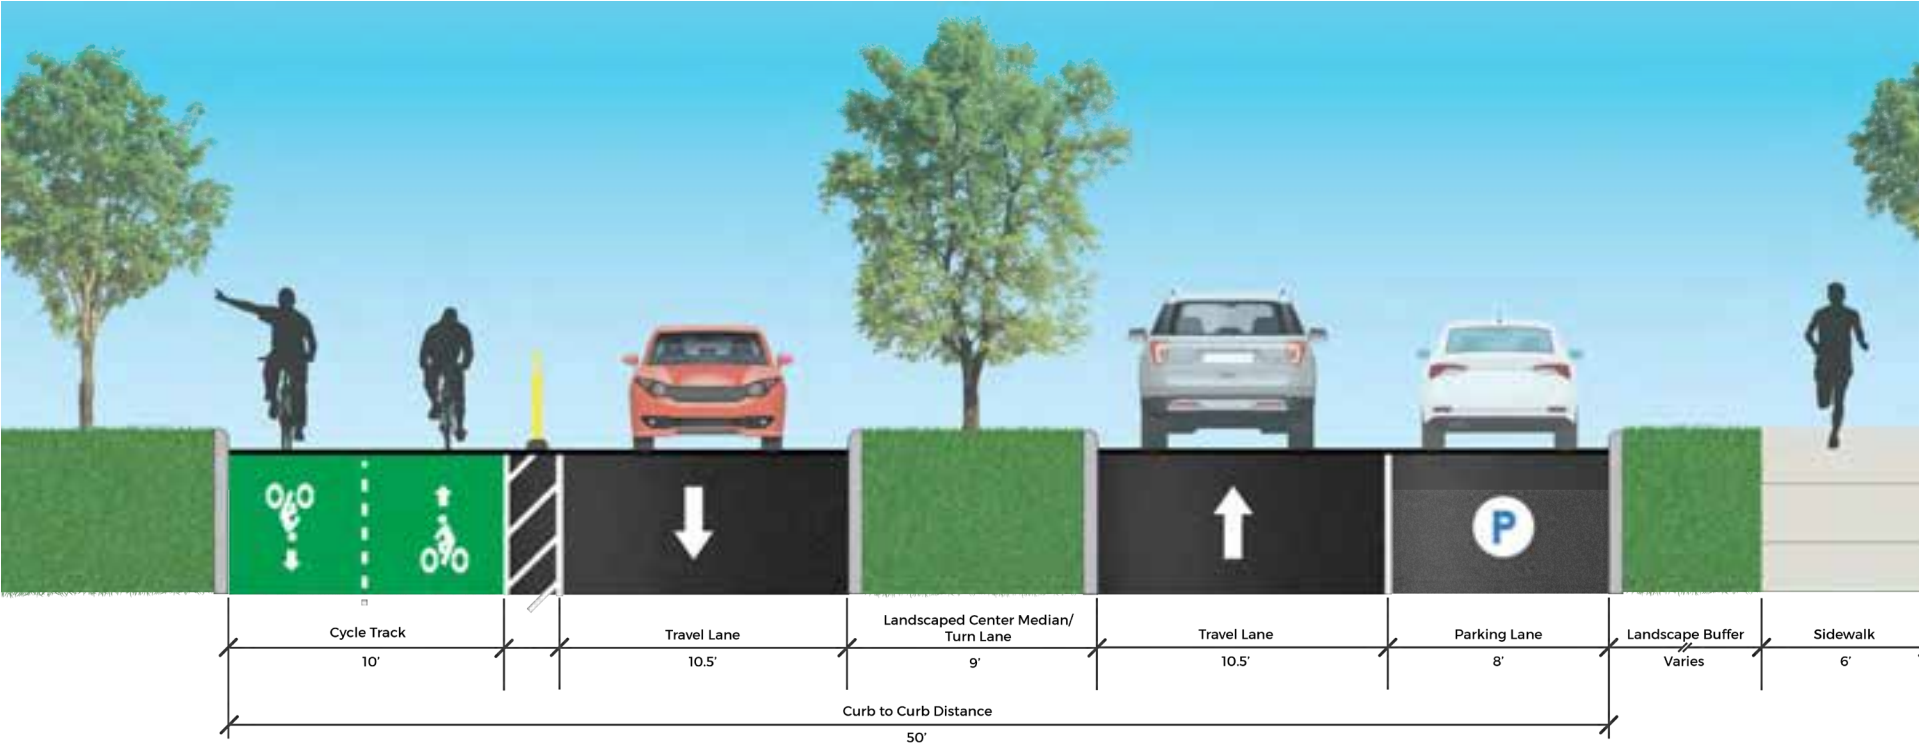 P
Cycle Track
10'
Travel Lane
10.5'
Landscaped Center Median/
Turn Lane
9'
Travel Lane
10.5'
Parking Lane
8'
Landscape Buffer
Varies
Sidewalk
6'
Curb to Curb Distance
50'